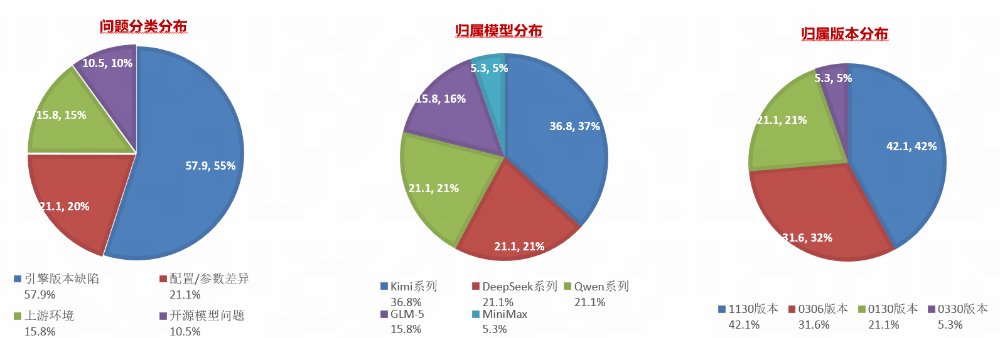 问题分类分布
10.5, 10%
15.8, 15%
57.9, 55%
21.1, 20%
引擎版本缺陷
57.9%
配置/参数差异
21.1%
上游环境
15.8%
开源模型问题
10.5%
归属模型分布
5.3, 5%
15.8, 16%
36.8, 37%
21.1, 21%
21.1, 21%
Kimi系列
36.8%
DeepSeek系列
21.1%
Qwen系列
21.1%
GLM-5
15.8%
MiniMax
5.3%
归属版本分布
5.3, 5%
21.1, 21%
42.1, 42%
31.6, 32%
1130版本
42.1%
0306版本
31.6%
0130版本
21.1%
0330版本
5.3%